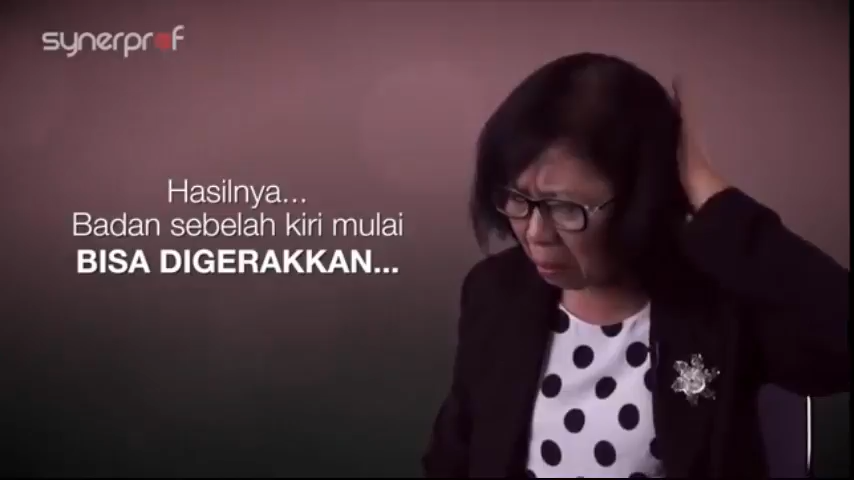 synerprof
Hasilnya...
Badan sebelah kiri mulai
BISA DIGERAKKAN...